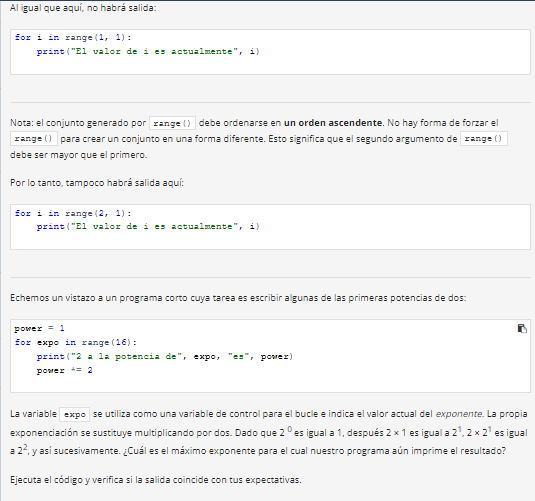 Al igual que aquí, no habrá salida:
for i in range(1, 1):
    print("El valor de i es actualmente", i)
Nota: el conjunto generado por range() debe ordenarse en un orden ascendente. No hay forma de forzar el
range() para crear un conjunto en una forma diferente. Esto significa que el segundo argumento de range()
debe ser mayor que el primero.
Por lo tanto, tampoco habrá salida aquí:
for i in range(2, 1):
    print("El valor de i es actualmente", i)
Echemos un vistazo a un programa corto cuya tarea es escribir algunas de las primeras potencias de dos:
power = 1
for expo in range(16):
    print("2 a la potencia de", expo, "es", power)
    power *= 2
La variable expo se utiliza como una variable de control para el bucle e indica el valor actual del exponente. La propia
exponenciación se sustituye multiplicando por dos. Dado que 2 ⁰ es igual a 1, después 2 × 1 es igual a 2¹, 2 × 2¹ es igual
a 2², y así sucesivamente. ¿Cuál es el máximo exponente para el cual nuestro programa aún imprime el resultado?
Ejecuta el código y verifica si la salida coincide con tus expectativas.